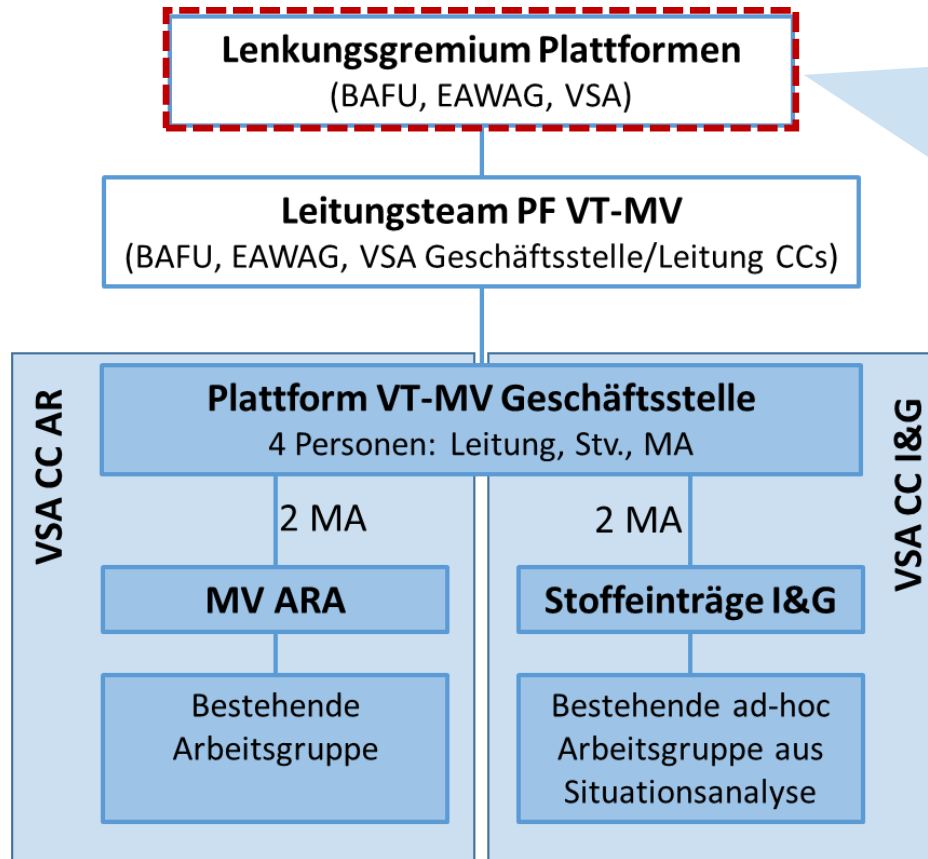 Lenkungsgremium Plattformen
(BAFU, EAWAG, VSA)
Leitungsteam PF VT-MV
(BAFU, EAWAG, VSA Geschäftsstelle/Leitung CCs)
VSA CC AR
Plattform VT-MV Geschäftsstelle
4 Personen: Leitung, Stv., MA
VSA CC I&G
2 MA
2 MA
MV ARA
Stoffeinträge I&G
Bestehende
Arbeitsgruppe
Bestehende ad-hoc
Arbeitsgruppe aus
Situationsanalyse